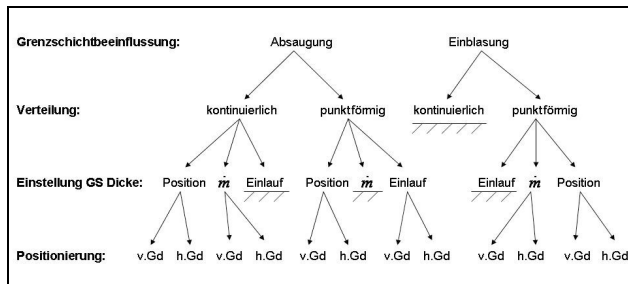 Grenzschichtbeeinflussung: Absaugung Einblasung
Verteilung: kontinuierlich punktförmig kontinuierlich punktförmig
Einstellung GS Dicke: Position ṁ Einlauf Position ṁ Einlauf Einlauf ṁ Position
Positionierung: v.Gd h.Gd v.Gd h.Gd v.Gd h.Gd v.Gd h.Gd v.Gd h.Gd v.Gd h.Gd